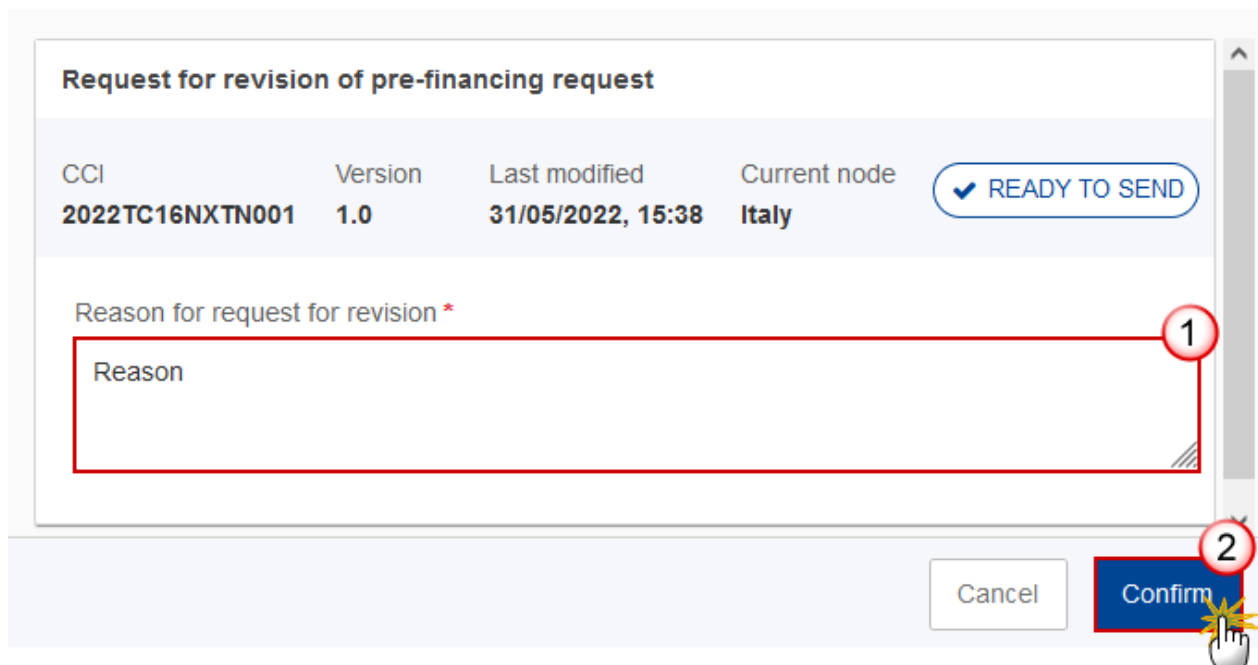 Request for revision of pre-financing request
CCI Version Last modified Current node READY TO SEND
2022TC16NXTN001 1.0 31/05/2022, 15:38 Italy
Reason for request for revision *
1
Reason
2
Cancel Confirm